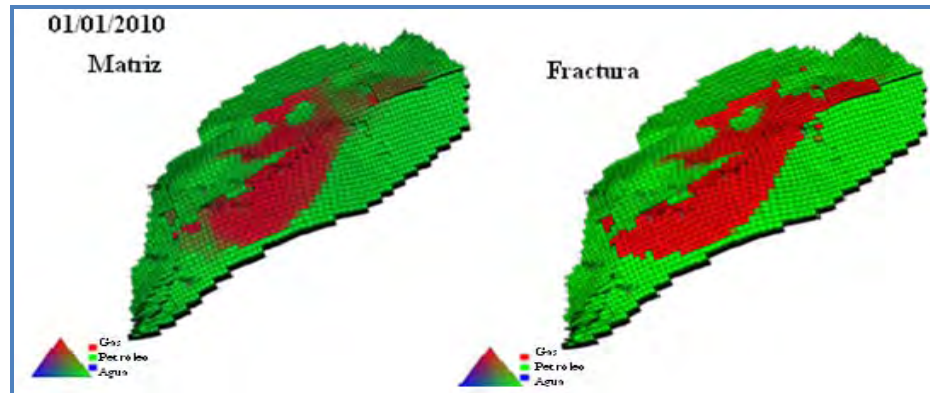 01/01/2010
Matriz
Fractura
Gas
Petróleo
Agua
Gas
Petróleo
Agua